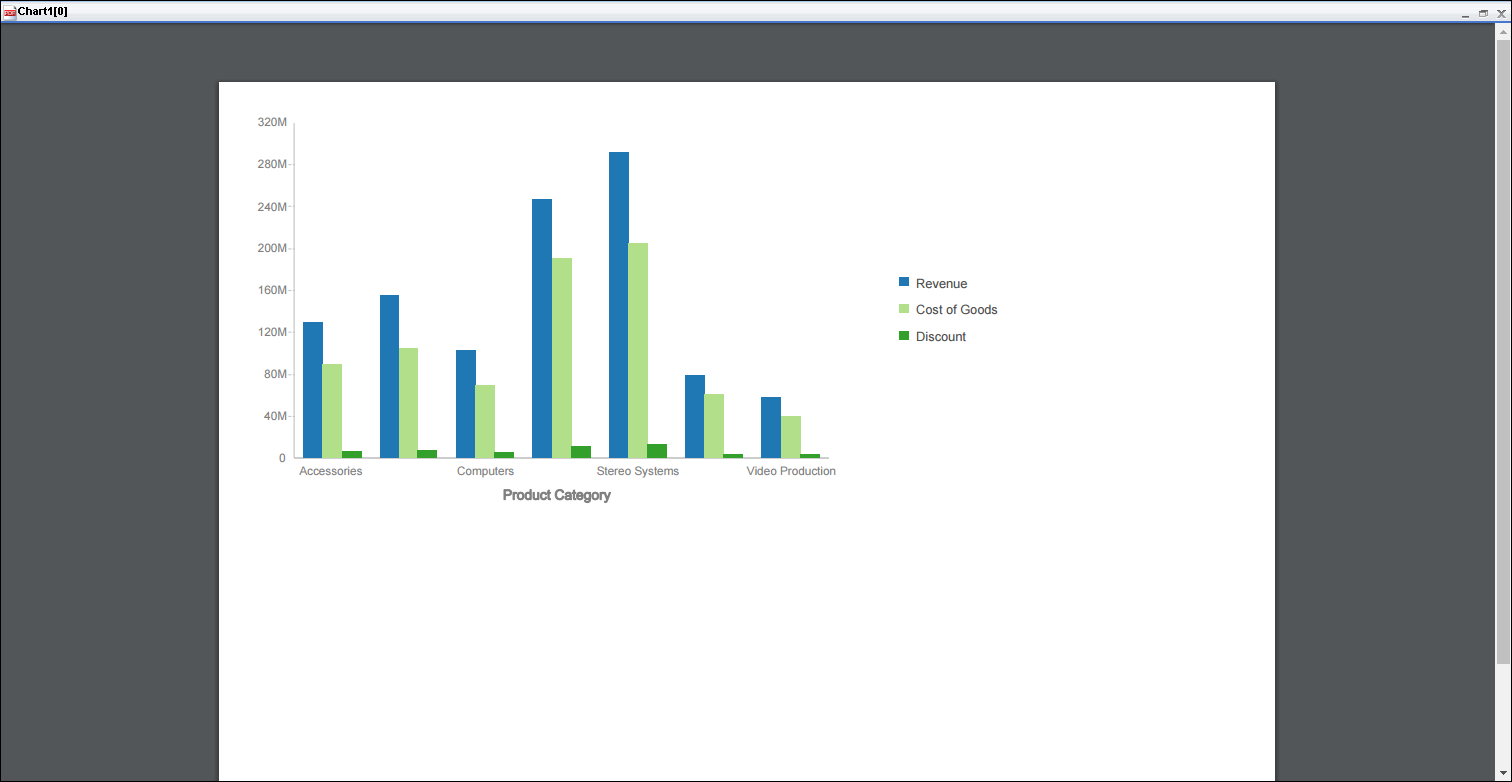 Chart1[0]
320M
280M
240M
200M
160M
120M
80M
40M
0
Accessories Computers Stereo Systems Video Production
Product Category
Revenue
Cost of Goods
Discount